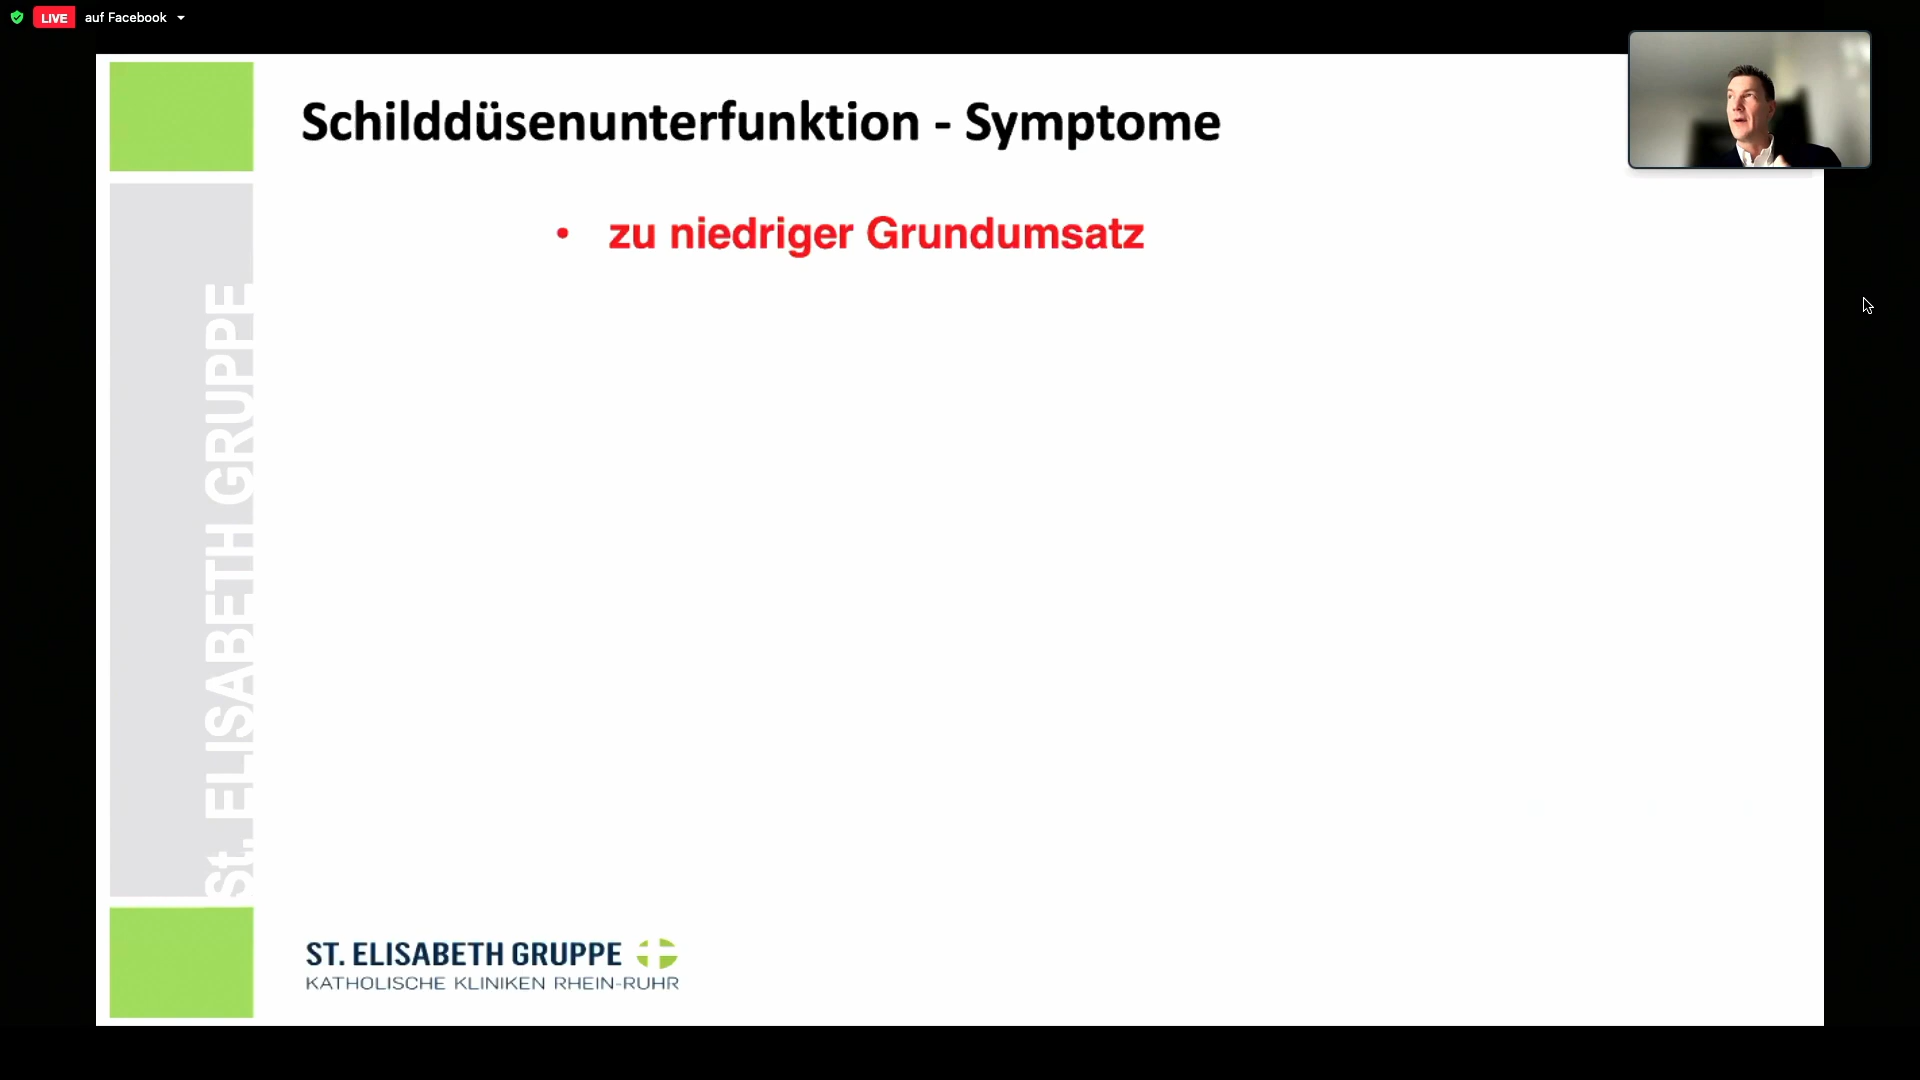 LIVE auf Facebook
Schilddüsenunterfunktion - Symptome
• zu niedriger Grundumsatz
St. ELISABETH GRUPPE
ST. ELISABETH GRUPPE
KATHOLISCHE KLINIKEN RHEIN-RUHR